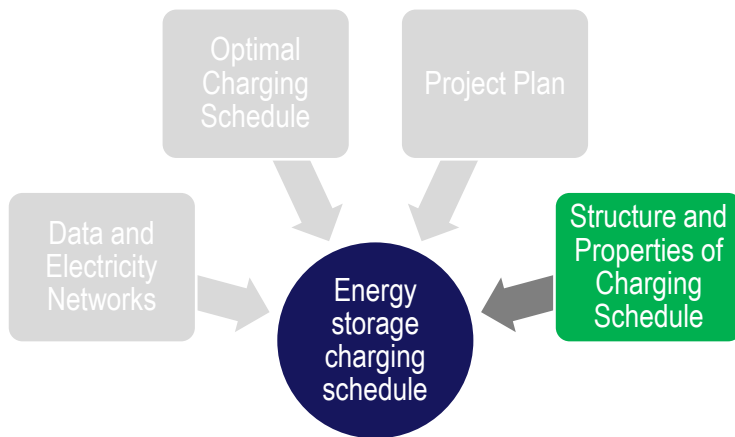 Optimal
Charging
Schedule
Project Plan
Data and
Electricity
Networks
Structure and
Properties of
Charging
Schedule
Energy
storage
charging
schedule